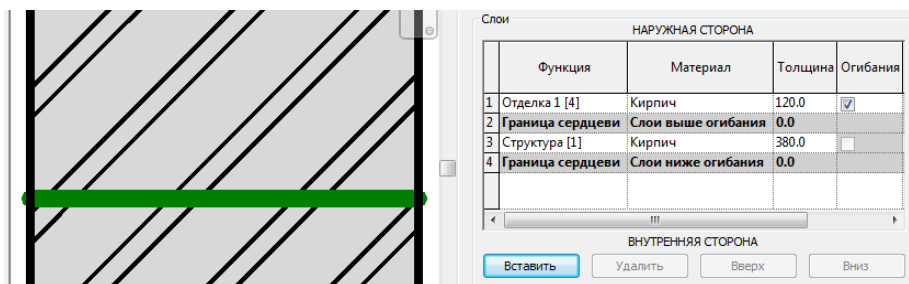 Слои
НАРУЖНАЯ СТОРОНА
Функция Материал Толщина Огибания
1 Отделка 1 [4] Кирпич 120.0
2 Граница сердцеви Слои выше огибания 0.0
3 Структура [1] Кирпич 380.0
4 Граница сердцеви Слои ниже огибания 0.0
ВНУТРЕННЯЯ СТОРОНА
Вставить Удалить Вверх Вниз